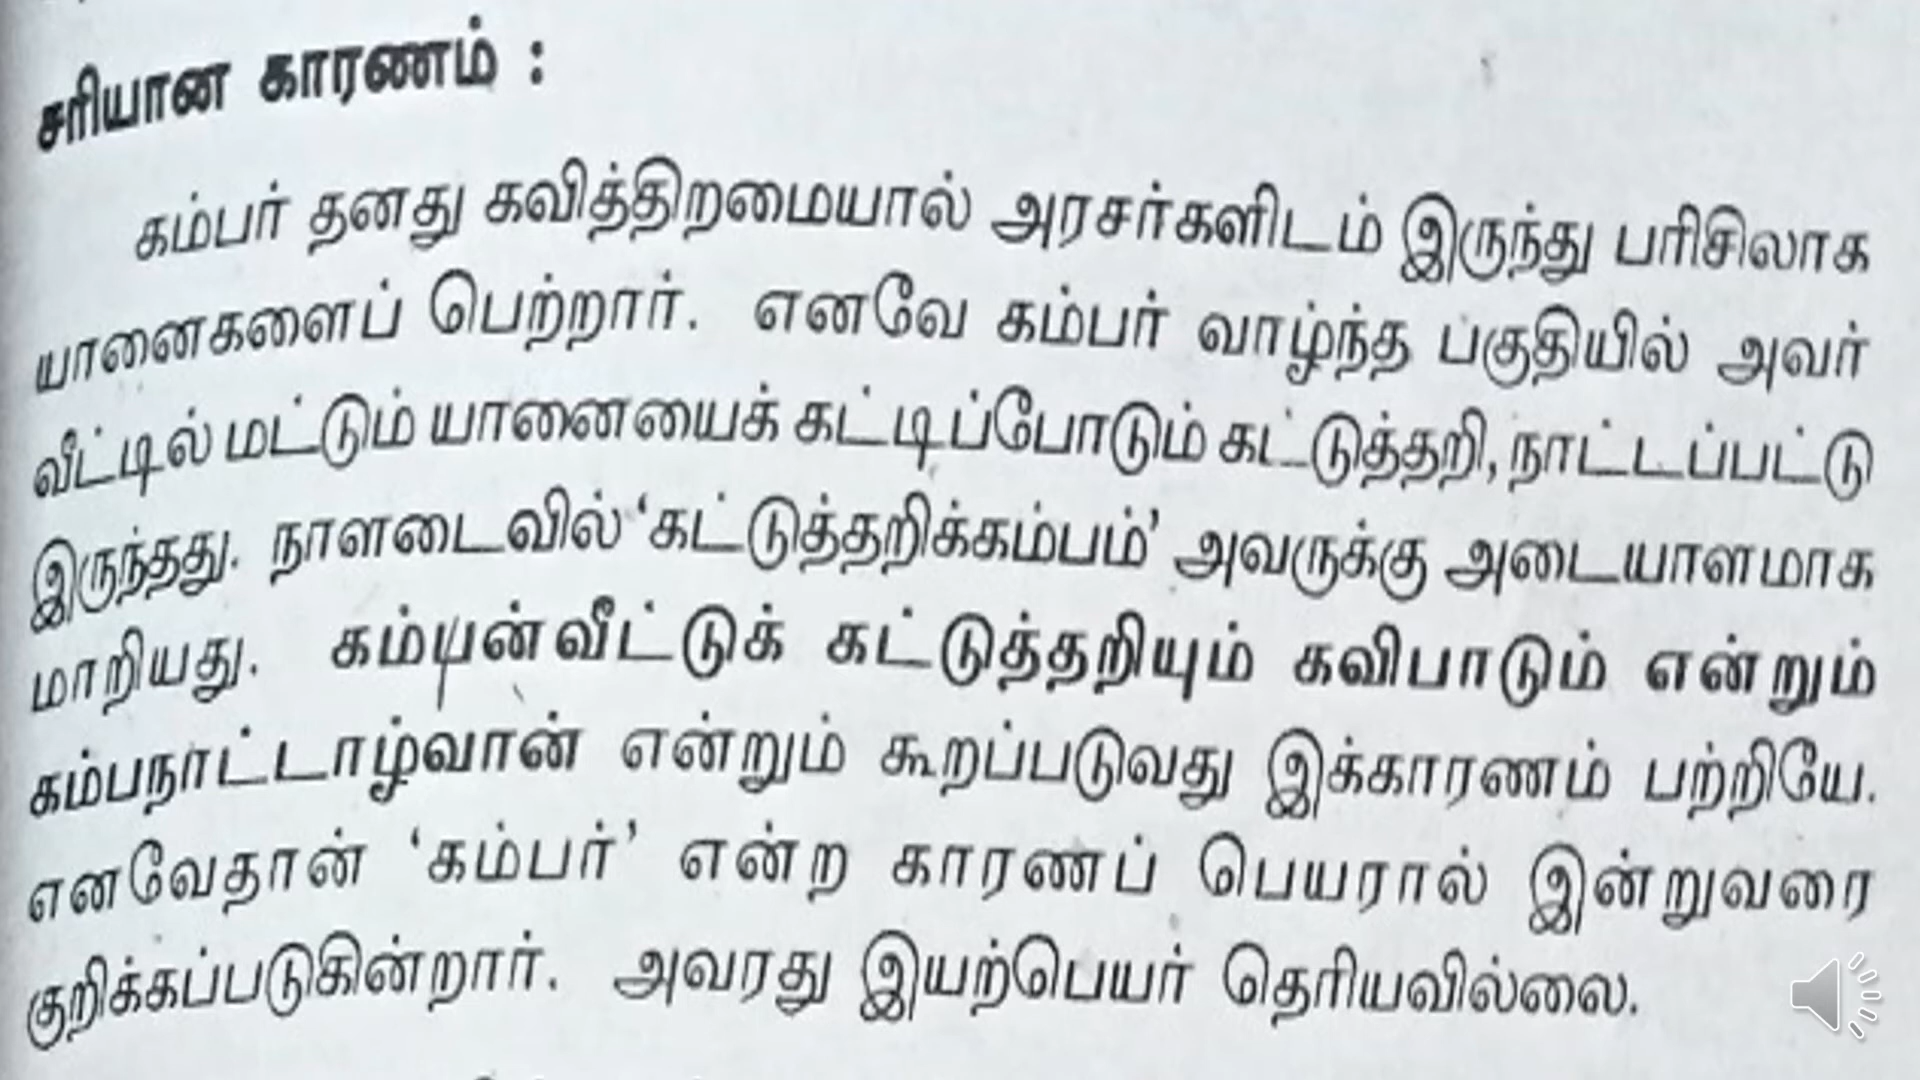 சரியான காரணம் :
கம்பர் தனது கவித்திறமையால் அரசர்களிடம் இருந்து பரிசிலாக
யானைகளைப் பெற்றார். எனவே கம்பர் வாழ்ந்த பகுதியில் அவர்
வீட்டில் மட்டும் யானையைக் கட்டிப்போடும் கட்டுத்தறி, நாட்டப்பட்டு
இருந்தது. நாளடைவில் ‘கட்டுத்தறிக்கம்பம்’ அவருக்கு அடையாளமாக
மாறியது. கம்பன்வீட்டுக் கட்டுத்தறியும் கவிபாடும் என்றும்
கம்பநாட்டாழ்வான் என்றும் கூறப்படுவது இக்காரணம் பற்றியே.
எனவேதான் ‘கம்பர்’ என்ற காரணப் பெயரால் இன்றுவரை
குறிக்கப்படுகின்றார். அவரது இயற்பெயர் தெரியவில்லை.